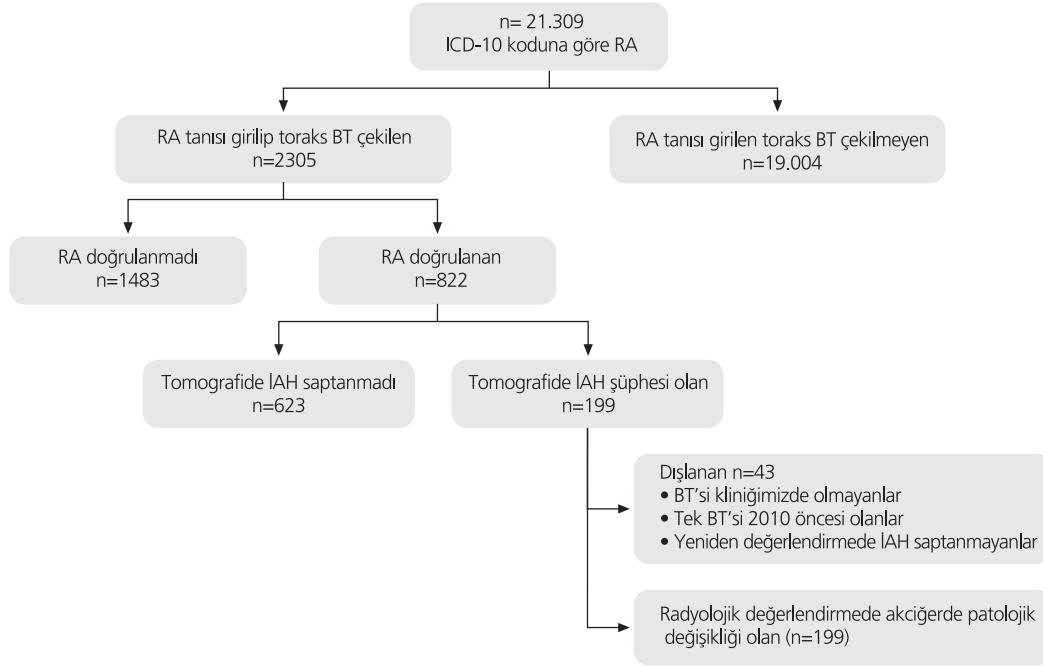 n= 21.309
ICD-10 koduna göre RA
RA tanısı girilip toraks BT çekilen
n=2305
RA tanısı girilen toraks BT çekilmeyen
n=19.004
RA doğrulanmadı
n=1483
RA doğrulanan
n=822
Tomografide İAH saptanmadı
n=623
Tomografide İAH şüphesi olan
n=199
Dışlanan n=43
• BT’si kliniğimizde olmayanlar
• Tek BT’si 2010 öncesi olanlar
• Yeniden değerlendirmede İAH saptanmayanlar
Radyolojik değerlendirmede akciğerde patolojik
değişikliği olan (n=199)